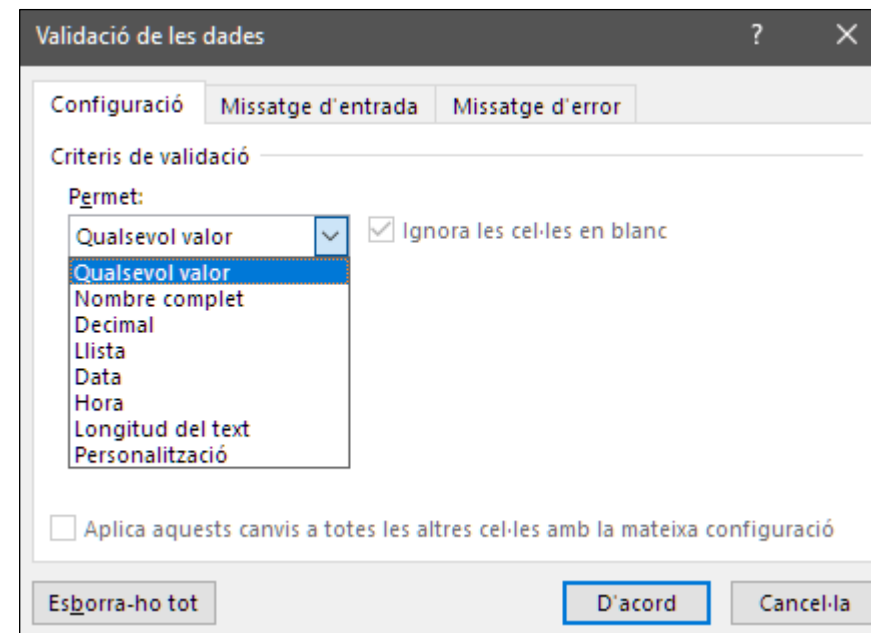 Validació de les dades ? ×
Configuració Missatge d'entrada Missatge d'error
Criteris de validació
Permet:
Qualsevol valor Ignora les cel·les en blanc
Qualsevol valor
Nombre complet
Decimal
Llista
Data
Hora
Longitud del text
Personalització
Aplica aquests canvis a totes les altres cel·les amb la mateixa configuració
Esborra-ho tot D'acord Cancel·la